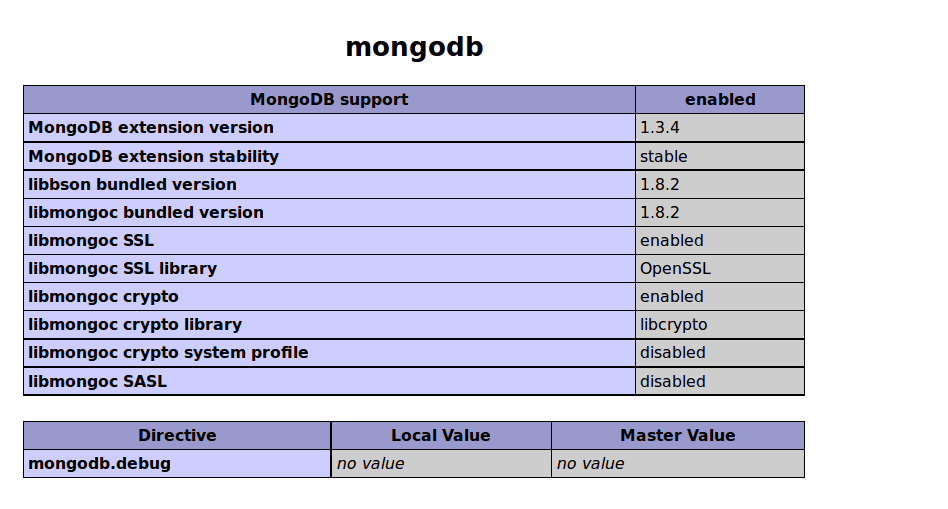 mongodb
MongoDB support enabled
MongoDB extension version 1.3.4
MongoDB extension stability stable
libbson bundled version 1.8.2
libmongoc bundled version 1.8.2
libmongoc SSL enabled
libmongoc SSL library OpenSSL
libmongoc crypto enabled
libmongoc crypto library libcrypto
libmongoc crypto system profile disabled
libmongoc SASL disabled
Directive Local Value Master Value
mongodb.debug no value no value